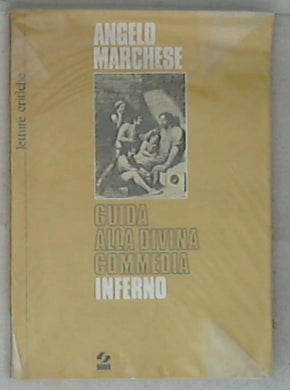 ANGELO
MARCHESE
letture critiche
GUIDA
ALLA DIVINA
COMMEDIA
INFERNO